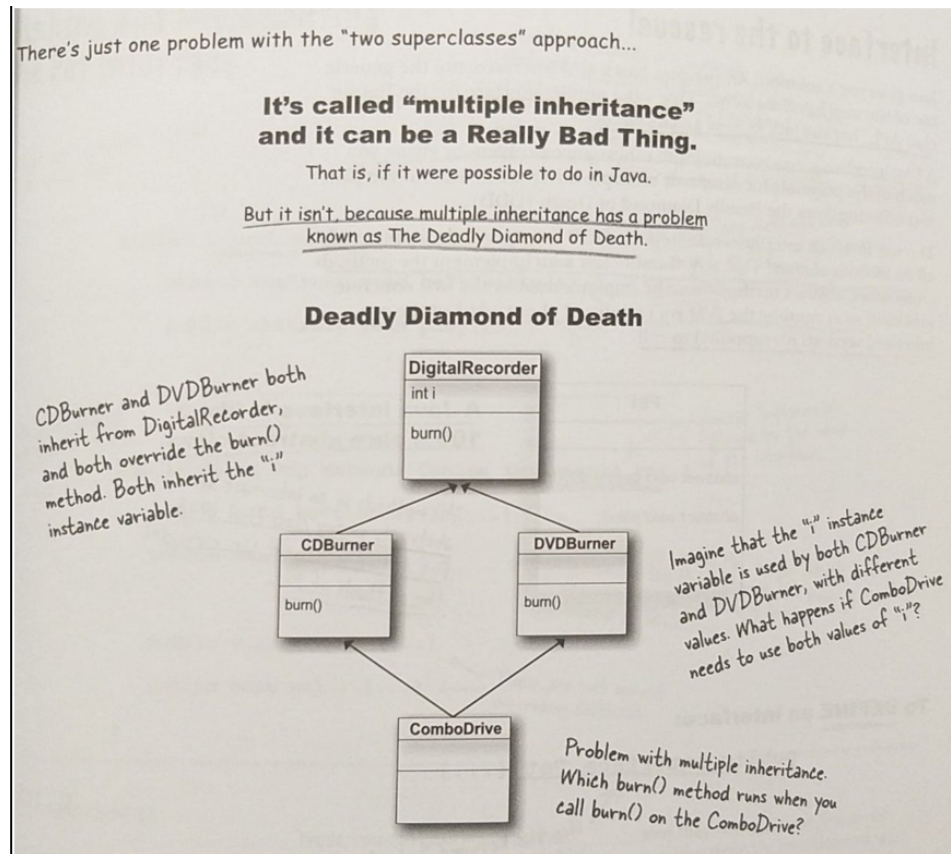 There's just one problem with the "two superclasses" approach...
It's called “multiple inheritance”
and it can be a Really Bad Thing.
That is, if it were possible to do in Java.
But it isn't, because multiple inheritance has a problem
known as The Deadly Diamond of Death.
Deadly Diamond of Death
CDBurner and DVDBurner both
inherit from DigitalRecorder,
and both override the burn()
method. Both inherit the "i"
instance variable.
DigitalRecorder
int i
burn()
CDBurner
burn()
DVDBurner
burn()
Imagine that the "i" instance
variable is used by both CDBurner
and DVDBurner, with different
values. What happens if ComboDrive
needs to use both values of "i"?
ComboDrive
Problem with multiple inheritance.
Which burn() method runs when you
call burn() on the ComboDrive?